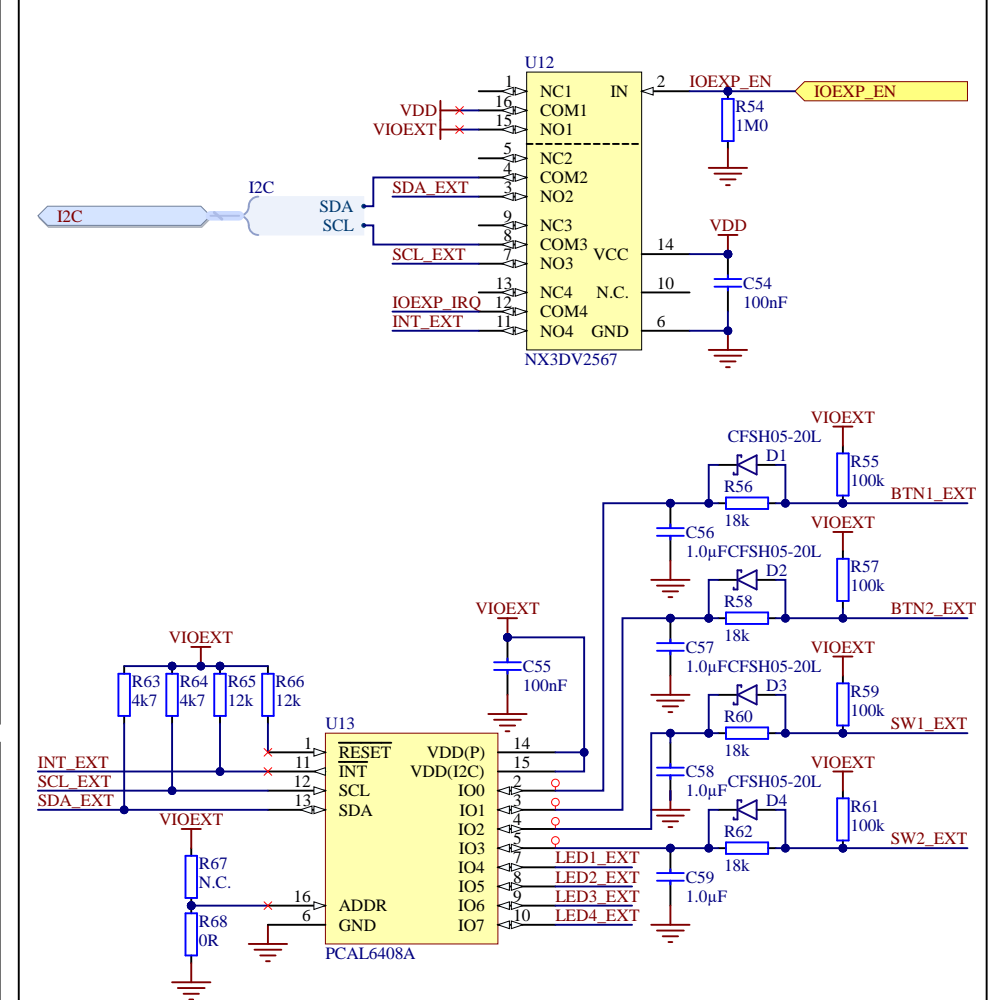 U12
1 NC1 IN 2 IOEXP_EN IOEXP_EN
VDD 16 COM1
VIOEXT 15 NO1
R54
1M0
5 NC2
4 COM2
SDA_EXT 3 NO2
I2C
I2C
SDA
SCL
9 NC3
8 COM3
SCL_EXT 7 NO3
VCC 14
VDD
C54
100nF
13 NC4 N.C. 10
IOEXP_IRQ 12 COM4
INT_EXT 11 NO4 GND 6
NX3DV2567
VIOEXT
CFSH05-20L
D1
R55
100k
R56
18k
BTN1_EXT
C56
1.0µF
VIOEXT
CFSH05-20L
D2
R57
100k
R58
18k
BTN2_EXT
C57
1.0µF
VIOEXT
CFSH05-20L
D3
R59
100k
R60
18k
SW1_EXT
C58
1.0µF
VIOEXT
CFSH05-20L
D4
R61
100k
R62
18k
SW2_EXT
C59
1.0µF
VIOEXT
C55
100nF
VIOEXT
R63
4k7
R64
4k7
R65
12k
R66
12k
U13
1 RESET VDD(P) 14
INT_EXT 11 INT VDD(I2C) 15
SCL_EXT 12 SCL IO0 2
SDA_EXT 13 SDA IO1 3
IO2 4
IO3 5
IO4 7 LED1_EXT
IO5 8 LED2_EXT
16 ADDR IO6 9 LED3_EXT
6 GND IO7 10 LED4_EXT
PCAL6408A
VIOEXT
R67
N.C.
R68
0R